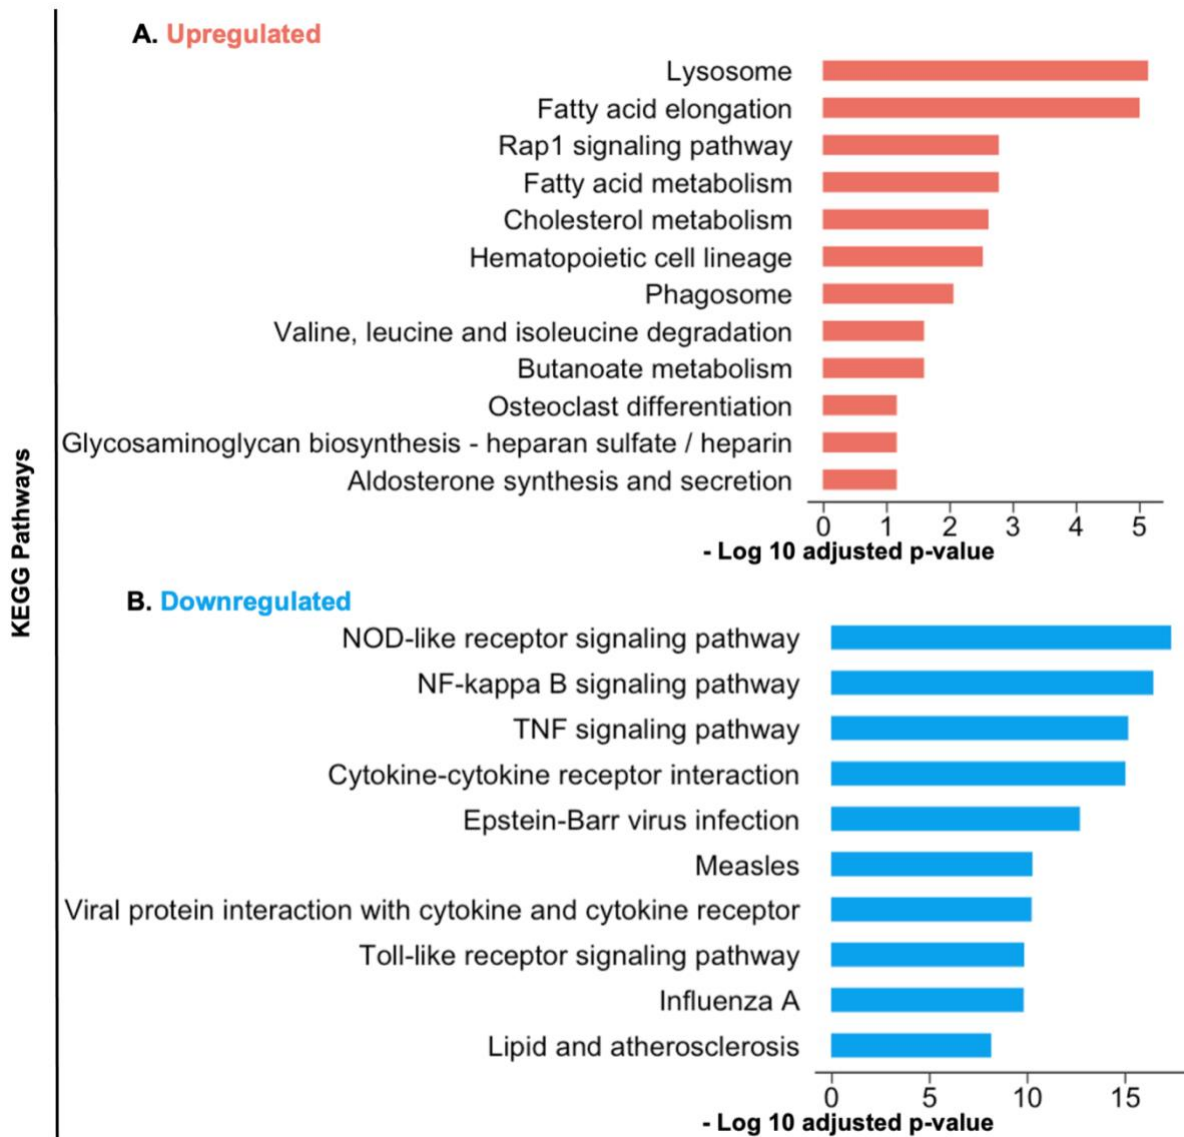 KEGG Pathways
A. Upregulated
Lysosome
Fatty acid elongation
Rap1 signaling pathway
Fatty acid metabolism
Cholesterol metabolism
Hematopoietic cell lineage
Phagosome
Valine, leucine and isoleucine degradation
Butanoate metabolism
Osteoclast differentiation
Glycosaminoglycan biosynthesis - heparan sulfate / heparin
Aldosterone synthesis and secretion
0 1 2 3 4 5
- Log 10 adjusted p-value
B. Downregulated
NOD-like receptor signaling pathway
NF-kappa B signaling pathway
TNF signaling pathway
Cytokine-cytokine receptor interaction
Epstein-Barr virus infection
Measles
Viral protein interaction with cytokine and cytokine receptor
Toll-like receptor signaling pathway
Influenza A
Lipid and atherosclerosis
0 5 10 15
- Log 10 adjusted p-value